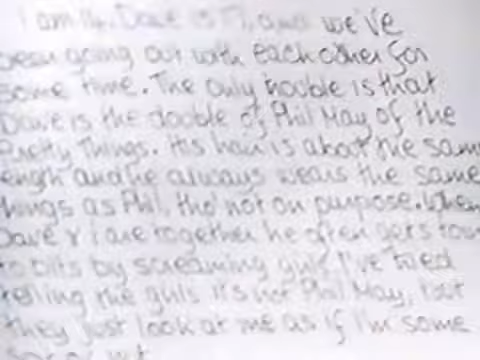 I am Dave is we've
been going out with each other for
some time. The only trouble is that
Dave is the double of Phil May of the
Pretty Things. His hair is about the same
length and he always wears the same
things as Phil, tho' not on purpose. When
Dave & I are together he often gets torn
to bits by screaming girls. I've tried
telling the girls it's not Phil May, but
they just look at me as if I'm some
sort of nut